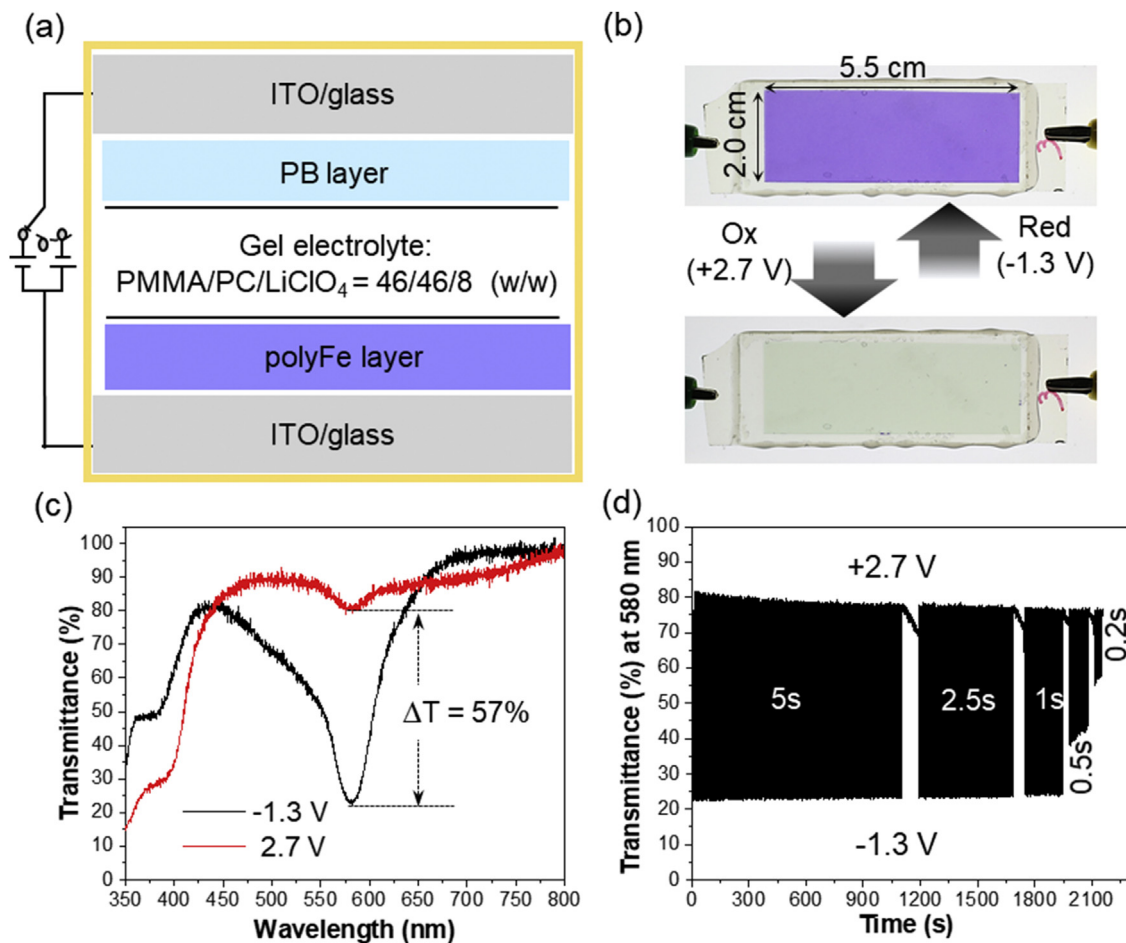 (a)
ITO/glass
PB layer
Gel electrolyte:
PMMA/PC/LiClO₄ = 46/46/8 (w/w)
polyFe layer
ITO/glass
(b)
5.5 cm
2.0 cm
Ox
(+2.7 V)
Red
(-1.3 V)
(c)
100
90
80
70
60
50
40
30
20
10
0
Transmittance (%)
ΔT = 57%
-1.3 V
2.7 V
350 400 450 500 550 600 650 700 750 800
Wavelength (nm)
(d)
100
90
80
70
60
50
40
30
20
10
0
Transmittance (%) at 580 nm
+2.7 V
5s
2.5s
1s
0.5s
0.2s
-1.3 V
0 300 600 900 1200 1500 1800 2100
Time (s)